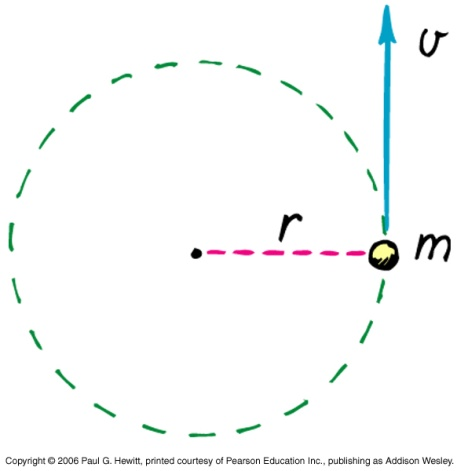 v
r
m
Copyright © 2006 Paul G. Hewitt, printed courtesy of Pearson Education Inc., publishing as Addison Wesley.